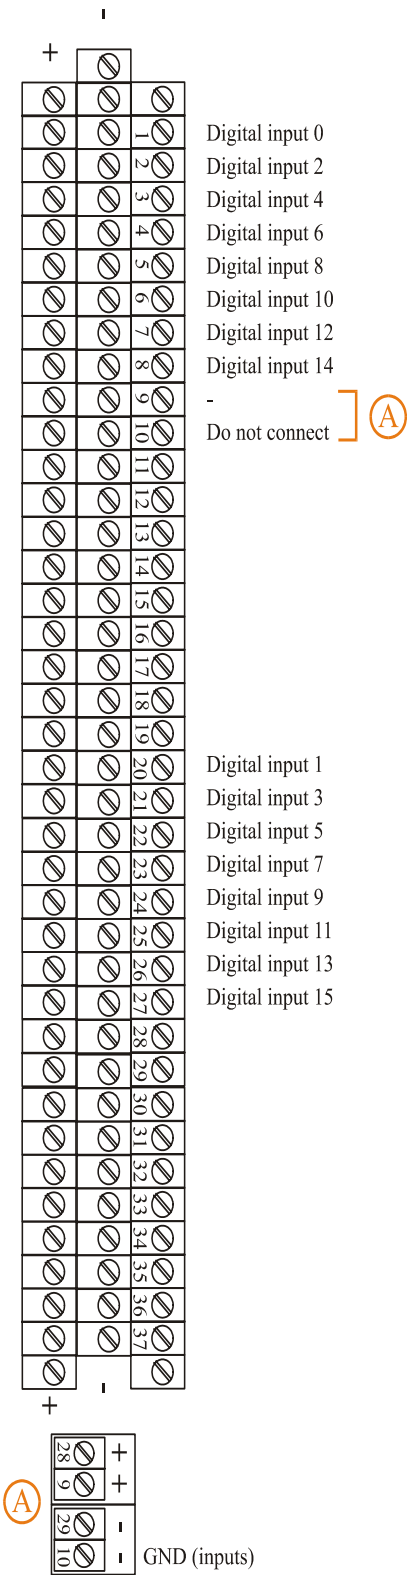 -
+
1 Digital input 0
2 Digital input 2
3 Digital input 4
4 Digital input 6
5 Digital input 8
6 Digital input 10
7 Digital input 12
8 Digital input 14
9 -
10 Do not connect
A
11
12
13
14
15
16
17
18
19
20 Digital input 1
21 Digital input 3
22 Digital input 5
23 Digital input 7
24 Digital input 9
25 Digital input 11
26 Digital input 13
27 Digital input 15
28
29
30
31
32
33
34
35
36
37
-
+
28 +
9 +
A
29 -
10 - GND (inputs)